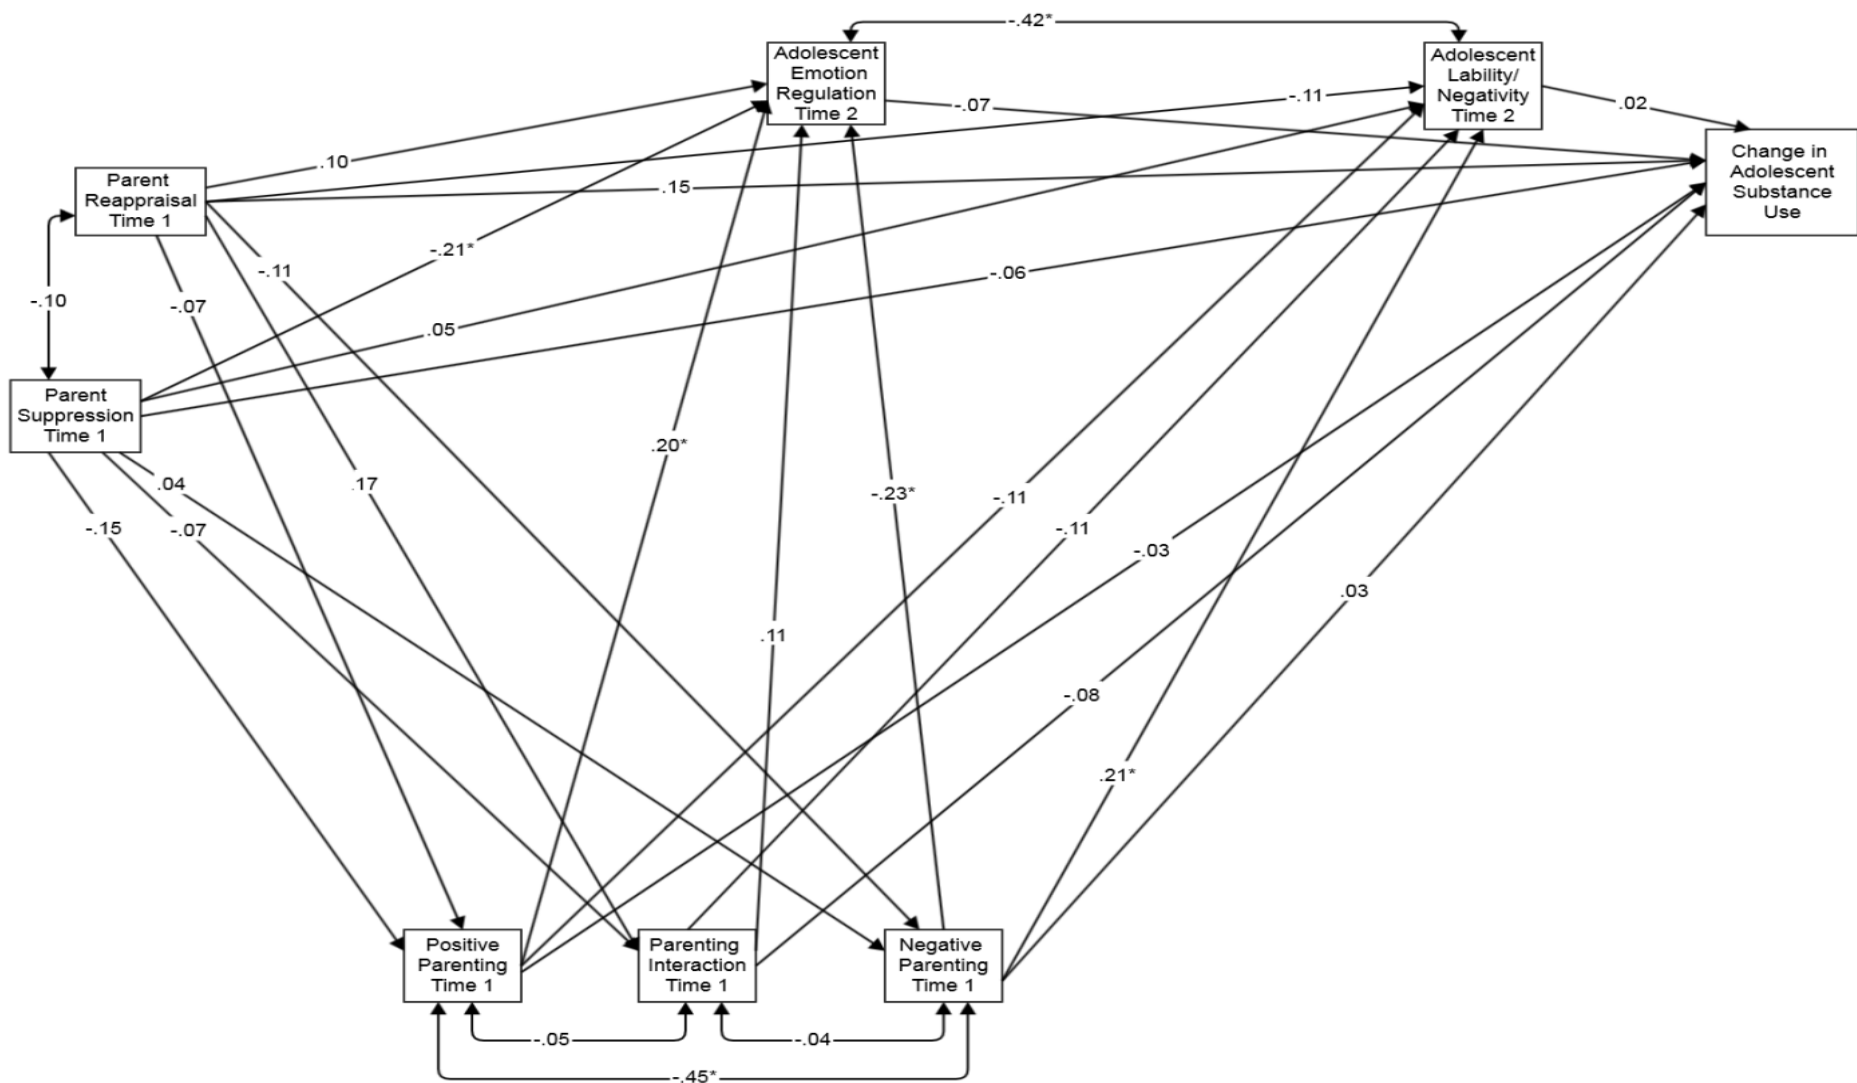 -.42*
Adolescent
Emotion
Regulation
Time 2
Adolescent
Lability/
Negativity
Time 2
-.07
-.11
.02
Change in
Adolescent
Substance
Use
.10
.15
Parent
Reappraisal
Time 1
-.21*
-.11
-.06
-.10
-.07
.05
Parent
Suppression
Time 1
.20*
.04
.17
-.23*
-.11
-.15
-.07
-.11
-.03
.03
.11
-.08
.21*
Positive
Parenting
Time 1
Parenting
Interaction
Time 1
Negative
Parenting
Time 1
-.05
-.04
-.45*